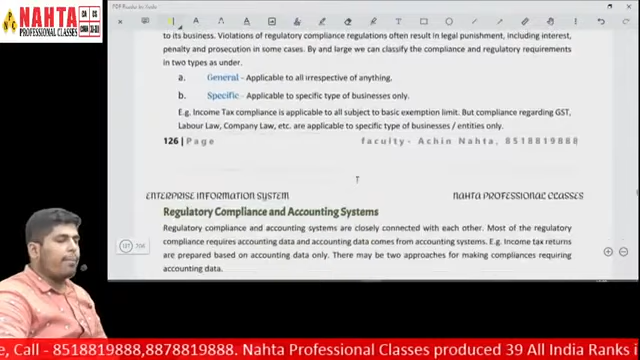 NAHTA
PROFESSIONAL CLASSES
PDF Reader by Xodo
to its business. Violations of regulatory compliance regulations often result in legal punishment, including interest,
penalty and prosecution in some cases. By and large we can classify the compliance and regulatory requirements
in two types as under.
a. General – Applicable to all irrespective of anything.
b. Specific – Applicable to specific type of businesses only.
E.g. Income Tax compliance is applicable to all subject to basic exemption limit. But compliance regarding GST,
Labour Law, Company Law, etc. are applicable to specific type of businesses / entities only.
126 | Page faculty- Achin Nahta, 8518819888
ENTERPRISE INFORMATION SYSTEM NAHTA PROFESSIONAL CLASSES
Regulatory Compliance and Accounting Systems
Regulatory compliance and accounting systems are closely connected with each other. Most of the regulatory
compliance requires accounting data and accounting data comes from accounting systems. E.g. Income tax returns
are prepared based on accounting data only. There may be two approaches for making compliances requiring
accounting data.
e, Call - 8518819888,8878819888. Nahta Professional Classes produced 39 All India Ranks i